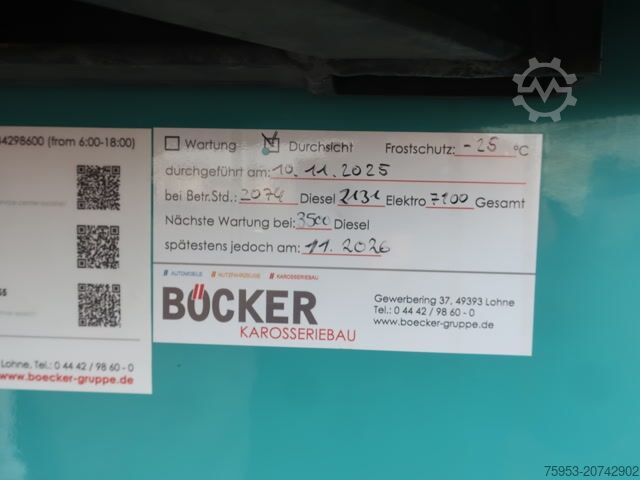 44298600 (from 6:00-18:00)
Wartung Durchsicht Frostschutz: -25 °C
durchgeführt am: 10.11.2025
bei Betr.Std.: 2074 Diesel 2131 Elektro 7200 Gesamt
Nächste Wartung bei: 3500 Diesel
spätestens jedoch am: 11.2026
AUTOMOBILE NUTZFAHRZEUGE KAROSSERIEBAU
BÖCKER
KAROSSERIEBAU
Gewerbering 37, 49393 Lohne
Tel.: 0 44 42 / 98 60 - 0
www.boecker-gruppe.de
Lohne, Tel.: 0 44 42 / 98 60 - 0
www.boecker-gruppe.de
75953-20742902